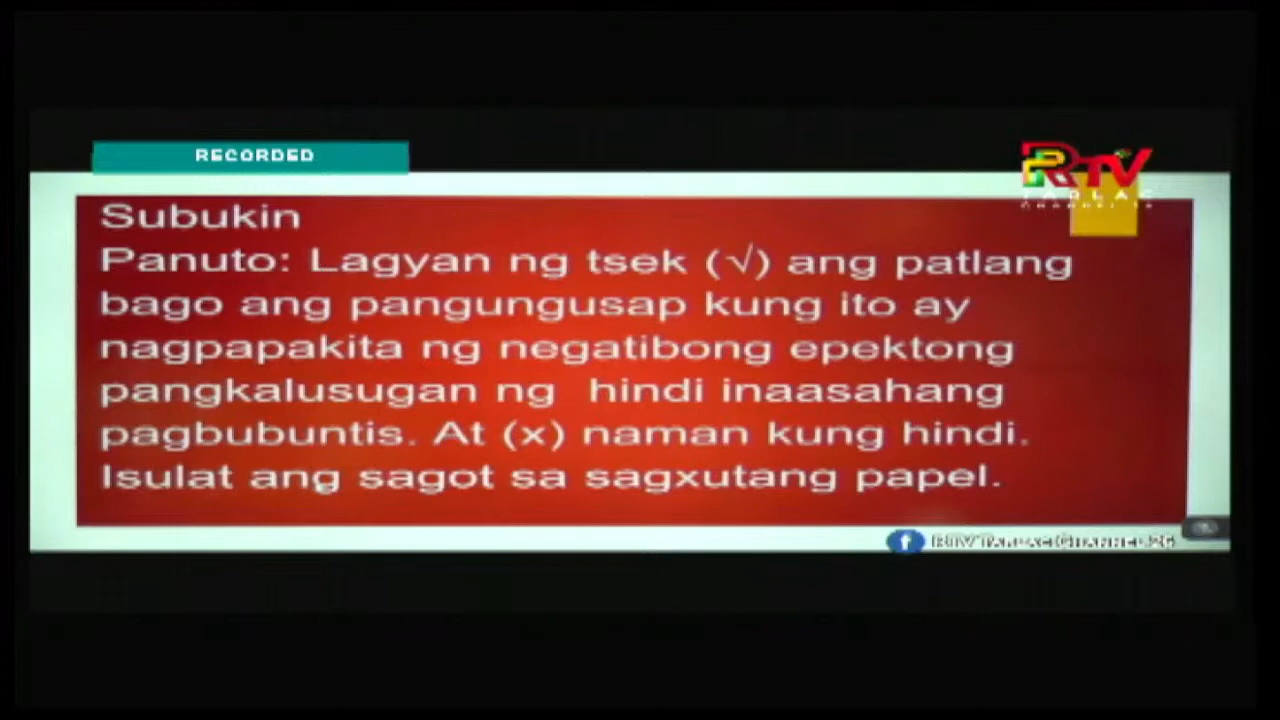 RECORDED
RTV
TARLAC
Subukin
Panuto: Lagyan ng tsek (√) ang patlang
bago ang pangungusap kung ito ay
nagpapakita ng negatibong epektong
pangkalusugan ng hindi inaasahang
pagbubuntis. At (x) naman kung hindi.
Isulat ang sagot sa sagxutang papel.